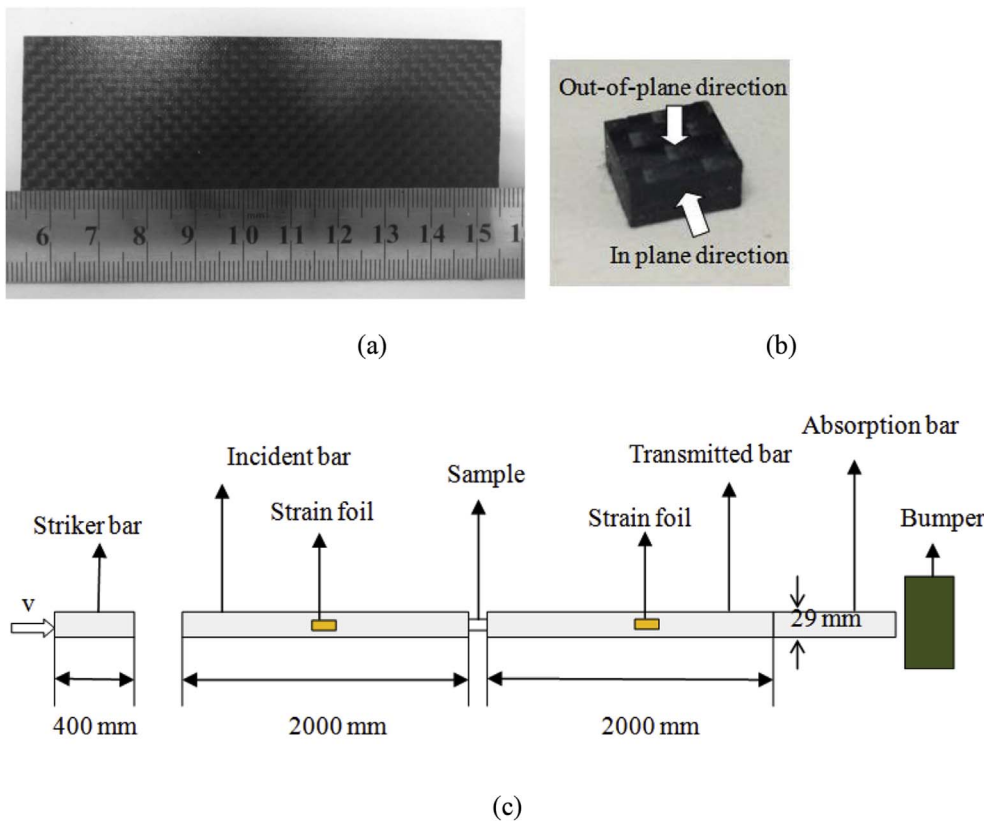 6 7 8 9 10 11 12 13 14 15 1
Out-of-plane direction
In plane direction
(a)
(b)
Absorption bar
Incident bar
Transmitted bar
Sample
Strain foil
Strain foil
Striker bar
Bumper
v
29 mm
400 mm
2000 mm
2000 mm
(c)